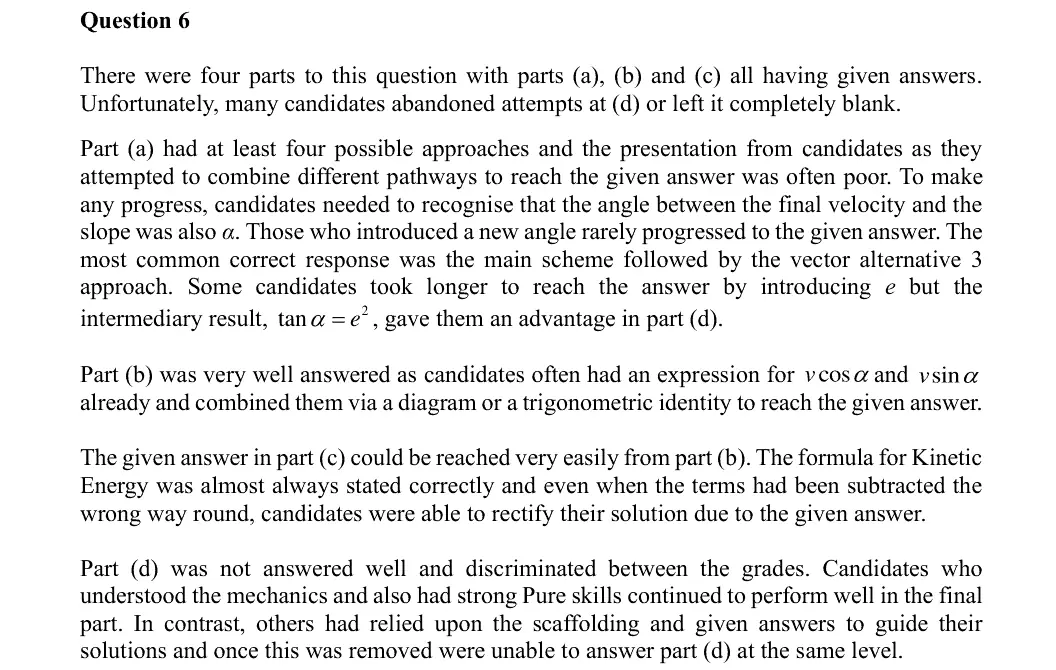 Question 6
There were four parts to this question with parts (a), (b) and (c) all having given answers.
Unfortunately, many candidates abandoned attempts at (d) or left it completely blank.
Part (a) had at least four possible approaches and the presentation from candidates as they
attempted to combine different pathways to reach the given answer was often poor. To make
any progress, candidates needed to recognise that the angle between the final velocity and the
slope was also α. Those who introduced a new angle rarely progressed to the given answer. The
most common correct response was the main scheme followed by the vector alternative 3
approach. Some candidates took longer to reach the answer by introducing e but the
intermediary result, tan α = e², gave them an advantage in part (d).
Part (b) was very well answered as candidates often had an expression for v cos α and v sin α
already and combined them via a diagram or a trigonometric identity to reach the given answer.
The given answer in part (c) could be reached very easily from part (b). The formula for Kinetic
Energy was almost always stated correctly and even when the terms had been subtracted the
wrong way round, candidates were able to rectify their solution due to the given answer.
Part (d) was not answered well and discriminated between the grades. Candidates who
understood the mechanics and also had strong Pure skills continued to perform well in the final
part. In contrast, others had relied upon the scaffolding and given answers to guide their
solutions and once this was removed were unable to answer part (d) at the same level.